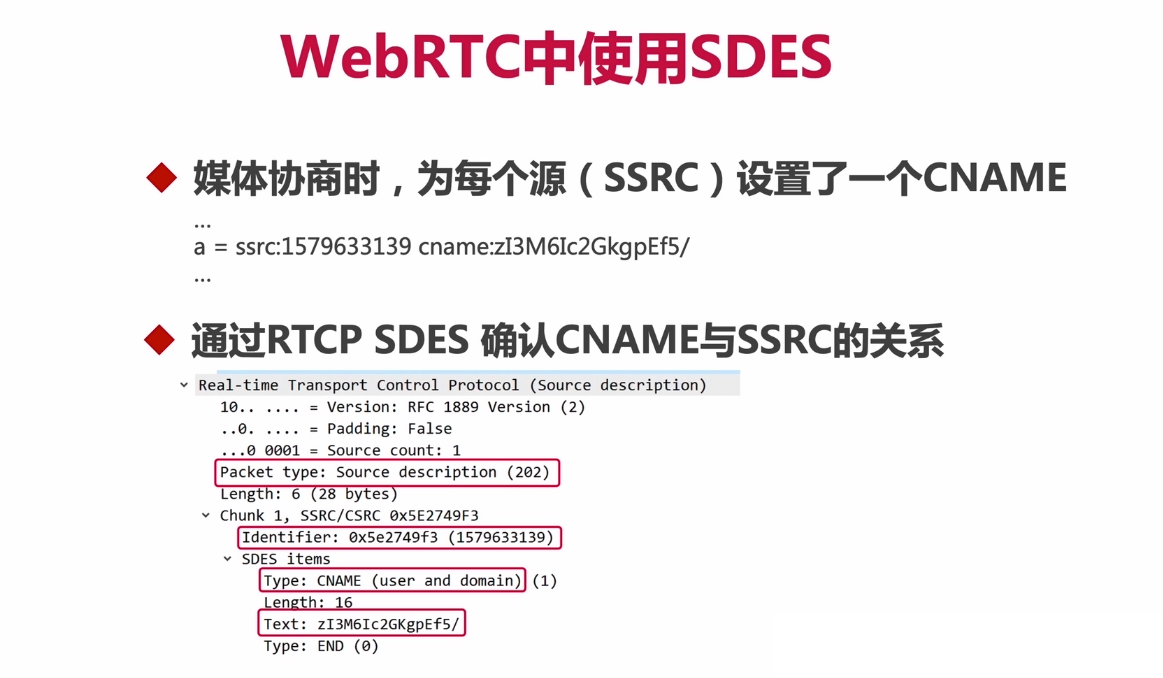 WebRTC中使用SDES
媒体协商时，为每个源（SSRC）设置了一个CNAME
...
a = ssrc:1579633139 cname:zI3M6Ic2GkgpEf5/
...
通过RTCP SDES 确认CNAME与SSRC的关系
Real-time Transport Control Protocol (Source description)
10.. .... = Version: RFC 1889 Version (2)
..0. .... = Padding: False
...0 0001 = Source count: 1
Packet type: Source description (202)
Length: 6 (28 bytes)
Chunk 1, SSRC/CSRC 0x5E2749F3
Identifier: 0x5e2749f3 (1579633139)
SDES items
Type: CNAME (user and domain) (1)
Length: 16
Text: zI3M6Ic2GKgpEf5/
Type: END (0)